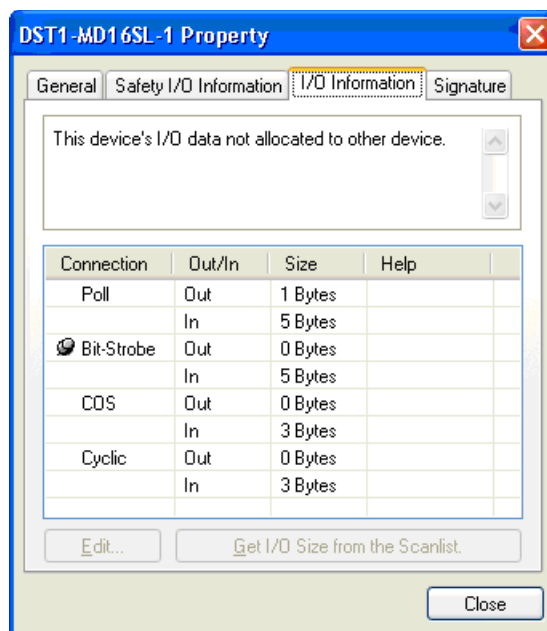 DST1-MD16SL-1 Property
General Safety I/O Information I/O Information Signature
This device's I/O data not allocated to other device.
Connection Out/In Size Help
Poll Out 1 Bytes
In 5 Bytes
Bit-Strobe Out 0 Bytes
In 5 Bytes
COS Out 0 Bytes
In 3 Bytes
Cyclic Out 0 Bytes
In 3 Bytes
Edit... Get I/O Size from the Scanlist.
Close